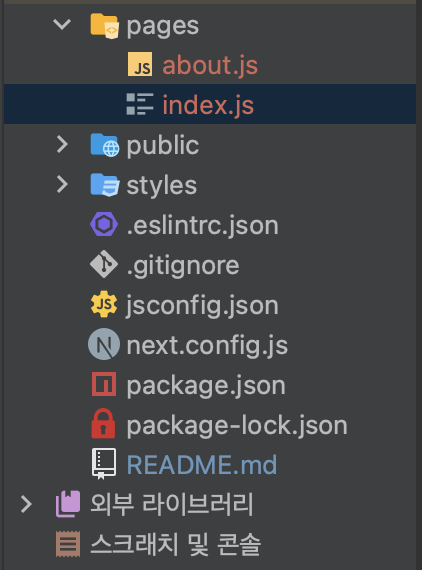 pages
JS about.js
index.js
public
styles
.eslintrc.json
.gitignore
JS jsconfig.json
N next.config.js
package.json
package-lock.json
README.md
외부 라이브러리
스크래치 및 콘솔